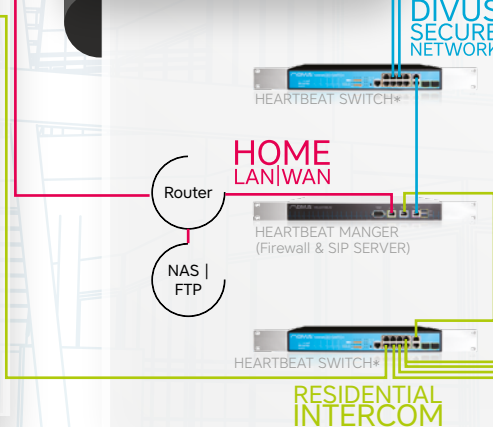 DIVUS
SECURE
NETWORK
HEARTBEAT SWITCH*
HOME
LAN|WAN
Router
HEARTBEAT MANGER
(Firewall & SIP SERVER)
NAS |
FTP
HEARTBEAT SWITCH*
RESIDENTIAL
INTERCOM